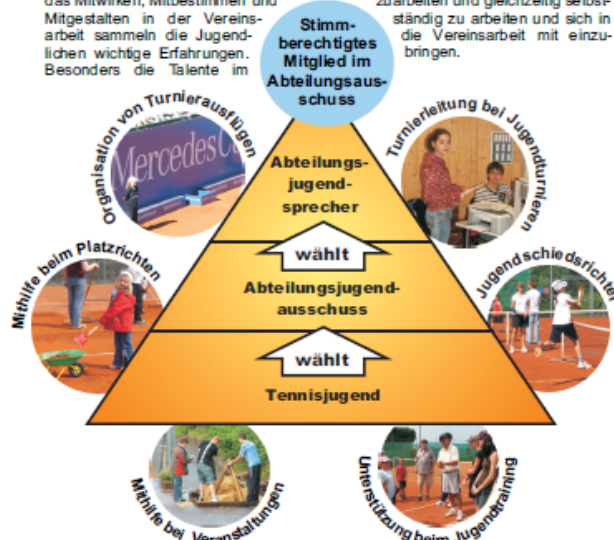 das Mitwirken, Mitbestimmen und
Mitgestalten in der Vereins-
arbeit sammeln die Jugend-
lichen wichtige Erfahrungen.
Besonders die Talente im
zuarbeiten und gleichzeitig selbst-
ständig zu arbeiten und sich in
die Vereinsarbeit mit einzu-
bringen.
Stimm-
berechtigtes
Mitglied im
Abteilungsaus-
schuss
Organisation von Turnierausflügen
MercedesCu
Turnierleitung bei Jugendturnieren
Abteilungs-
jugend-
sprecher
wählt
Mithilfe beim Platzrichten
Abteilungsjugend-
ausschuss
Jugendschiedsrichter
wählt
Tennisjugend
Mithilfe bei Veranstaltungen
Unterstützung beim Jugendtraining